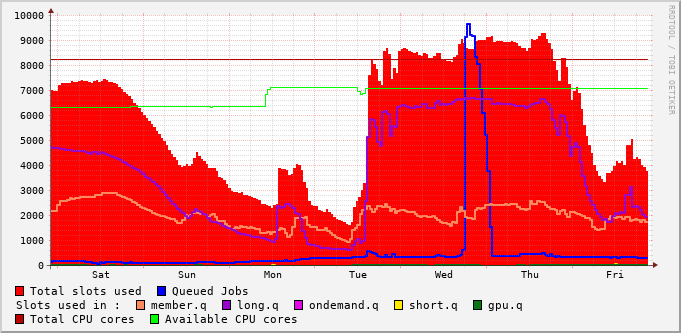 10000
9000
8000
7000
6000
5000
4000
3000
2000
1000
0
Sat Sun Mon Tue Wed Thu Fri
RRDTOOL / TOBI OETIKER
Total slots used Queued Jobs
Slots used in : member.q long.q ondemand.q short.q gpu.q
Total CPU cores Available CPU cores